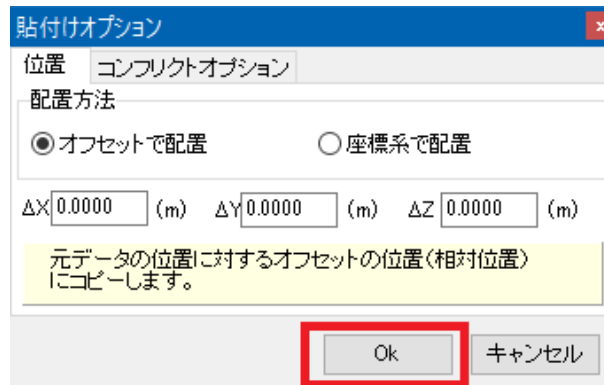 貼付けオプション
位置 コンフリクトオプション
配置方法
オフセットで配置 座標系で配置
ΔX 0.0000 (m) ΔY 0.0000 (m) ΔZ 0.0000 (m)
元データの位置に対するオフセットの位置(相対位置)
にコピーします。
Ok キャンセル